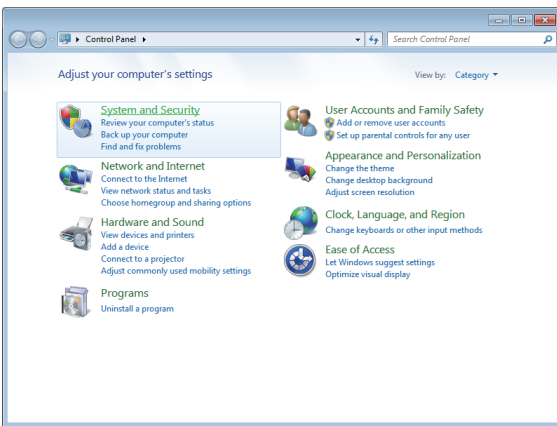 Control Panel
Search Control Panel
Adjust your computer's settings
View by: Category
System and Security
Review your computer's status
Back up your computer
Find and fix problems
Network and Internet
Connect to the Internet
View network status and tasks
Choose homegroup and sharing options
Hardware and Sound
View devices and printers
Add a device
Connect to a projector
Adjust commonly used mobility settings
Programs
Uninstall a program
User Accounts and Family Safety
Add or remove user accounts
Set up parental controls for any user
Appearance and Personalization
Change the theme
Change desktop background
Adjust screen resolution
Clock, Language, and Region
Change keyboards or other input methods
Ease of Access
Let Windows suggest settings
Optimize visual display